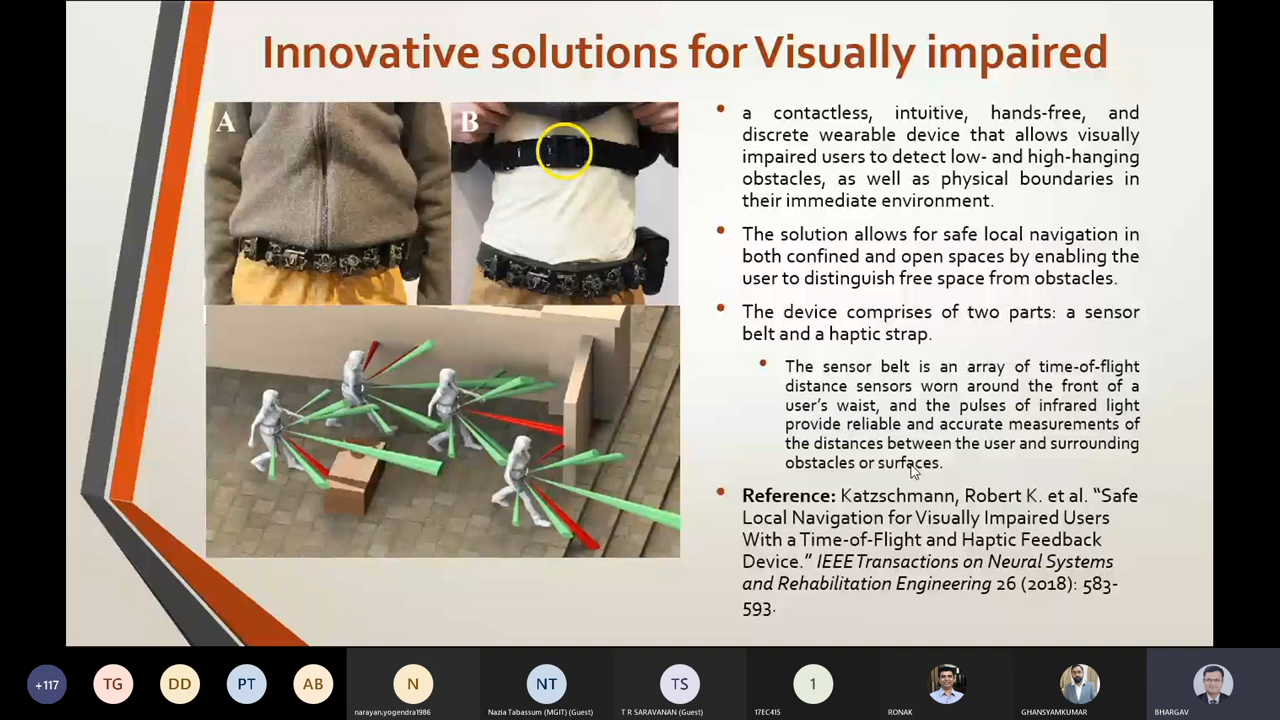 Innovative solutions for Visually impaired
A
B
a contactless, intuitive, hands-free, and
discrete wearable device that allows visually
impaired users to detect low- and high-hanging
obstacles, as well as physical boundaries in
their immediate environment.
The solution allows for safe local navigation in
both confined and open spaces by enabling the
user to distinguish free space from obstacles.
The device comprises of two parts: a sensor
belt and a haptic strap.
The sensor belt is an array of time-of-flight
distance sensors worn around the front of a
user's waist, and the pulses of infrared light
provide reliable and accurate measurements of
the distances between the user and surrounding
obstacles or surfaces.
Reference: Katzschmann, Robert K. et al. “Safe
Local Navigation for Visually Impaired Users
With a Time-of-Flight and Haptic Feedback
Device.” IEEE Transactions on Neural Systems
and Rehabilitation Engineering 26 (2018): 583-
593.
+117
TG
DD
PT
AB
N
NT
TS
1
narayan.yogendra1986
Nazia Tabassum (MGIT) (Guest)
T R SARAVANAN (Guest)
17EC415
RONAK
GHANSYAMKUMAR
BHARGAV